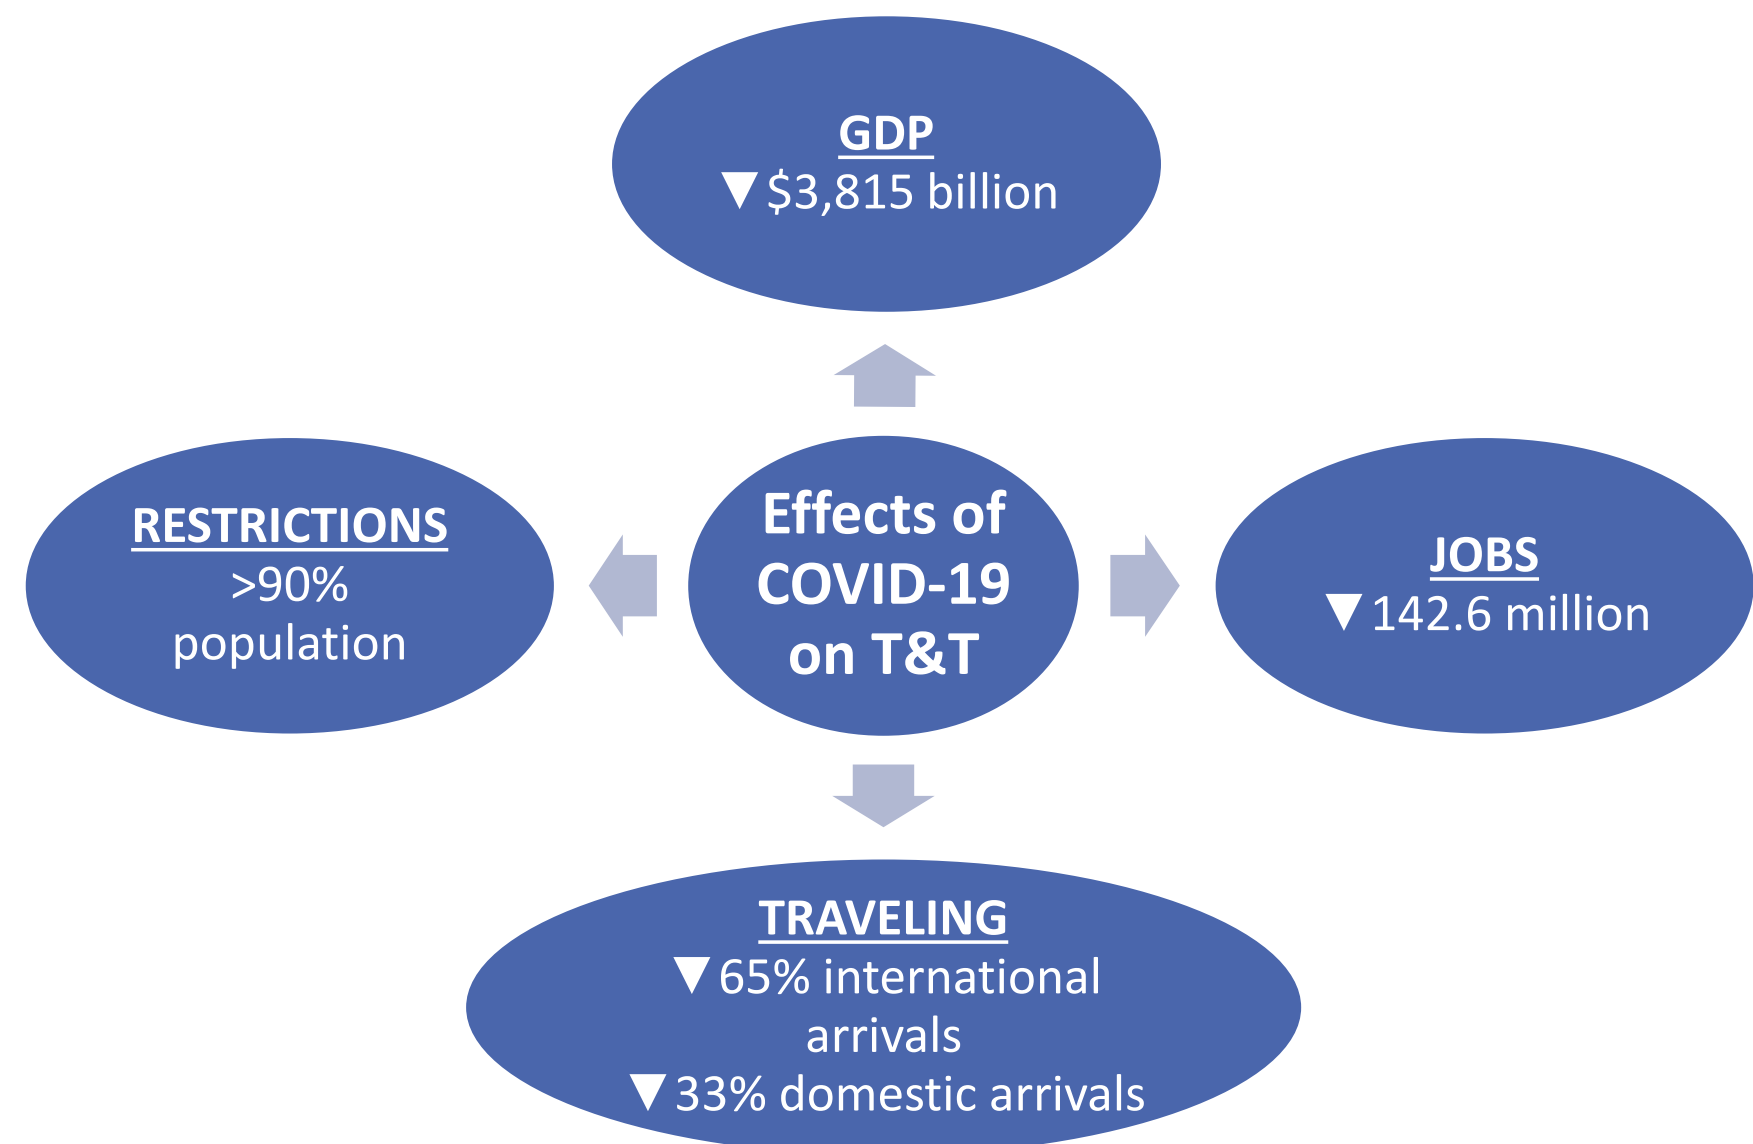 GDP
▼$3,815 billion
RESTRICTIONS
>90%
population
Effects of
COVID-19
on T&T
JOBS
▼142.6 million
TRAVELING
▼65% international
arrivals
▼33% domestic arrivals